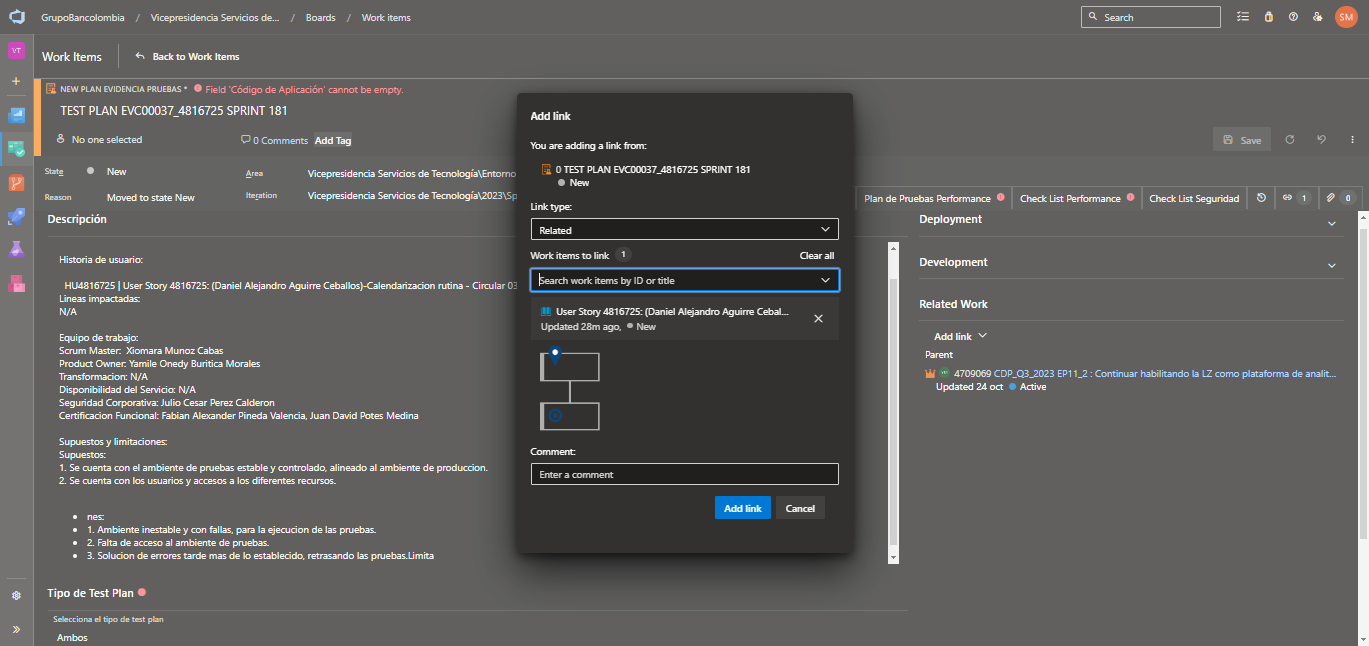 GrupoBancolombia / Vicepresidencia Servicios de... / Boards / Work items
Search
SM
VT
Work Items
Back to Work Items
NEW PLAN EVIDENCIA PRUEBAS * Field 'Código de Aplicación' cannot be empty.
TEST PLAN EVC00037_4816725 SPRINT 181
No one selected
0 Comments
Add Tag
Save
State
New
Area
Vicepresidencia Servicios de Tecnología\Entorno
Reason
Moved to state New
Iteration
Vicepresidencia Servicios de Tecnología\2023\Sp
Plan de Pruebas Performance
Check List Performance
Check List Seguridad
1
0
Descripción
Historia de usuario:
HU4816725 | User Story 4816725: (Daniel Alejandro Aguirre Ceballos)-Calendarizacion rutina - Circular 03
Lineas impactadas:
N/A
Equipo de trabajo:
Scrum Master: Xiomara Munoz Cabas
Product Owner: Yamile Onedy Buritica Morales
Transformacion: N/A
Disponibilidad del Servicio: N/A
Seguridad Corporativa: Julio Cesar Perez Calderon
Certificacion Funcional: Fabian Alexander Pineda Valencia, Juan David Potes Medina
Supuestos y limitaciones:
Supuestos:
1. Se cuenta con el ambiente de pruebas estable y controlado, alineado al ambiente de produccion.
2. Se cuenta con los usuarios y accesos a los diferentes recursos.
• nes:
• 1. Ambiente inestable y con fallas, para la ejecucion de las pruebas.
• 2. Falta de acceso al ambiente de pruebas.
• 3. Solucion de errores tarde mas de lo establecido, retrasando las pruebas.Limita
Tipo de Test Plan
Selecciona el tipo de test plan
Ambos
Add link
You are adding a link from:
0 TEST PLAN EVC00037_4816725 SPRINT 181
New
Link type:
Related
Work items to link 1
Clear all
Search work items by ID or title
User Story 4816725: (Daniel Alejandro Aguirre Cebal...
Updated 28m ago, New
Comment:
Enter a comment
Add link
Cancel
Deployment
Development
Related Work
Add link
Parent
4709069 CDP_Q3_2023 EP11_2 : Continuar habilitando la LZ como plataforma de analit...
Updated 24 oct Active